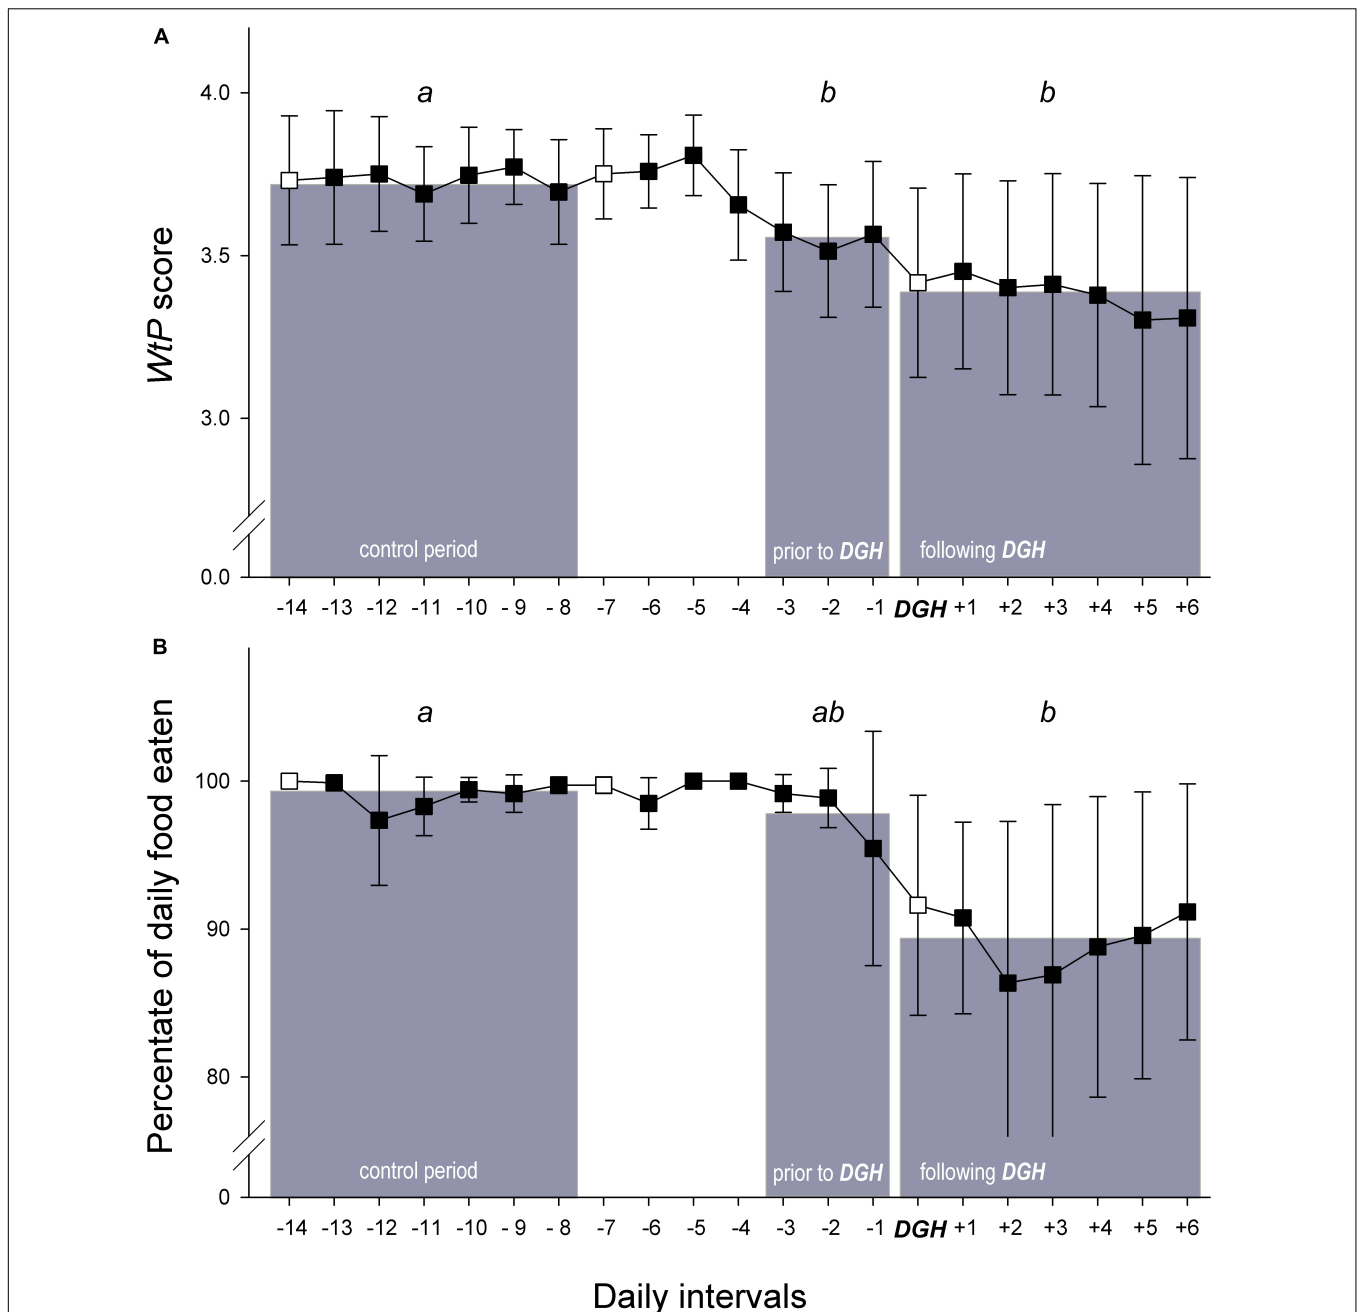 A
a b b
4.0
3.5
3.0
0.0
WtP score
control period prior to DGH following DGH
-14 -13 -12 -11 -10 - 9 - 8 -7 -6 -5 -4 -3 -2 -1 DGH +1 +2 +3 +4 +5 +6
B
a ab b
100
90
80
0
Percentate of daily food eaten
control period prior to DGH following DGH
-14 -13 -12 -11 -10 - 9 - 8 -7 -6 -5 -4 -3 -2 -1 DGH +1 +2 +3 +4 +5 +6
Daily intervals